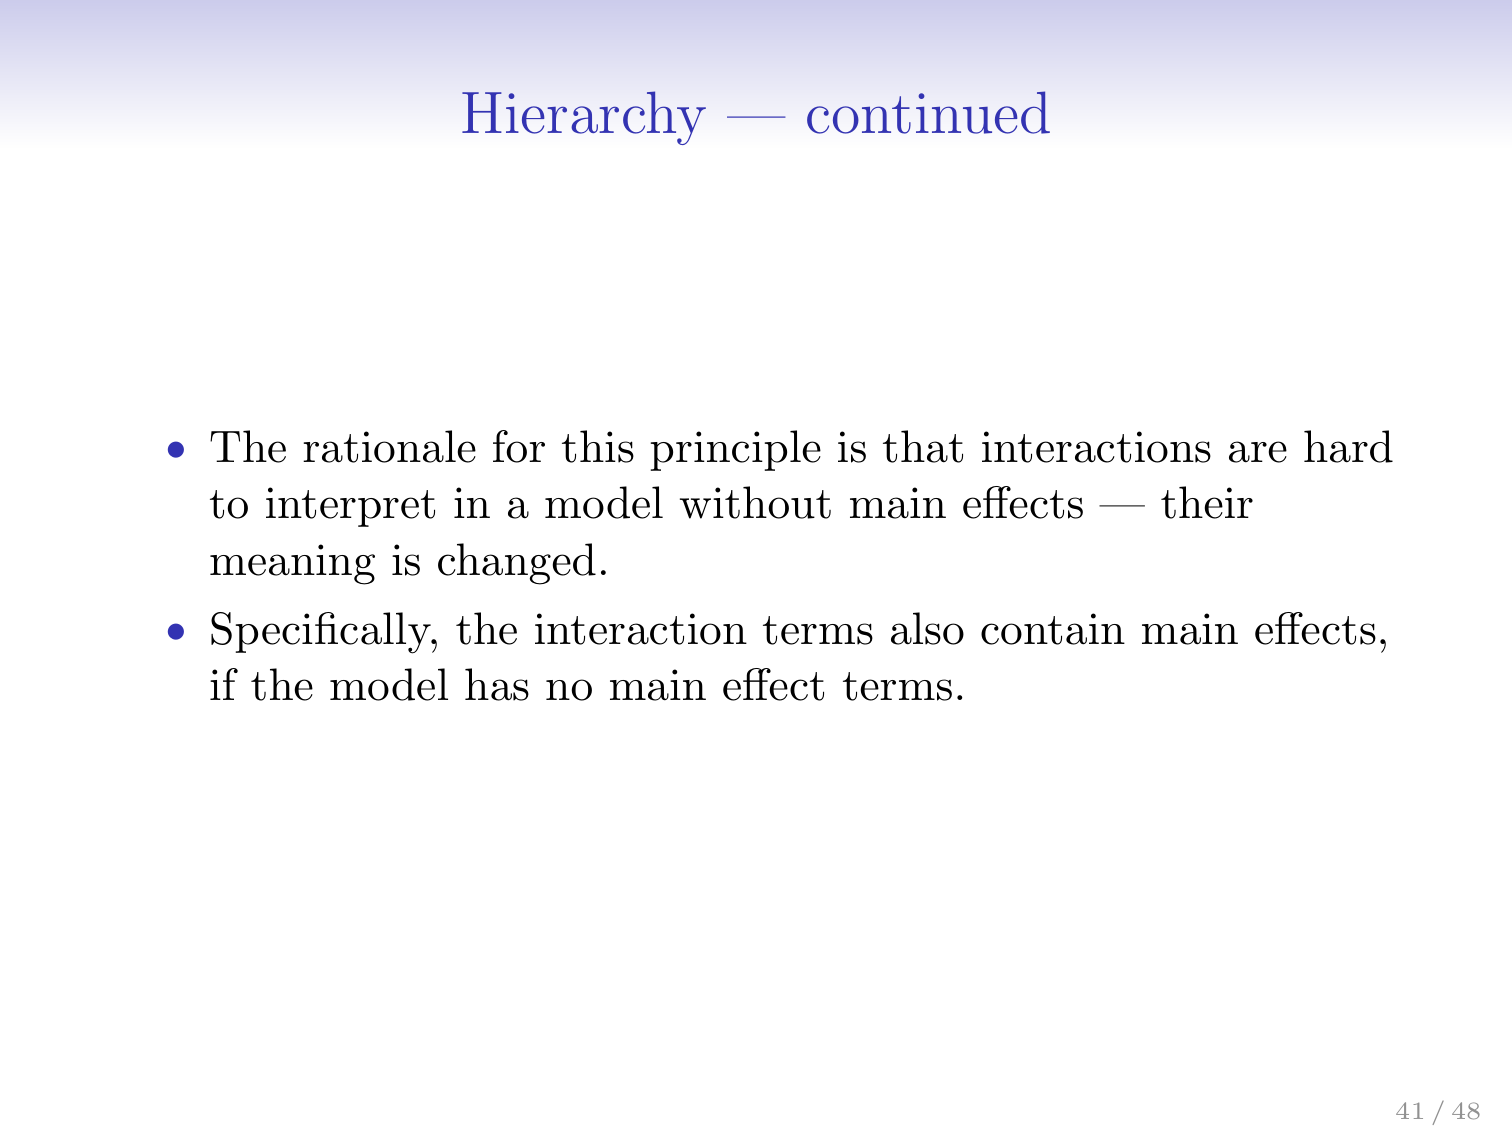 Hierarchy — continued
• The rationale for this principle is that interactions are hard
to interpret in a model without main effects — their
meaning is changed.
• Specifically, the interaction terms also contain main effects,
if the model has no main effect terms.
41 / 48